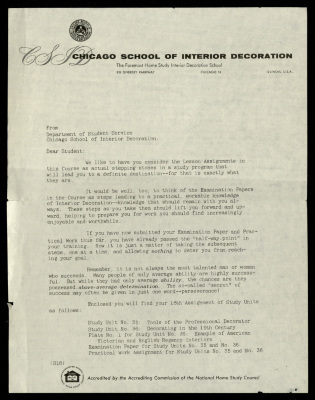 CSID
CHICAGO SCHOOL OF INTERIOR DECORATION
The Foremost Home Study Interior Decoration School
835 DIVERSEY PARKWAY CHICAGO 14 ILLINOIS, U.S.A.
From
Department of Student Service
Chicago School of Interior Decoration.
Dear Student:
We like to have you consider the Lesson Assignments in
this Course as actual stepping stones in a study program that
will lead you to a definite destination--for that is exactly what
they are.
It would be well, too, to think of the Examination Papers
in the Course as steps leading to a practical, workable knowledge
of Interior Decoration--knowledge that should remain with you al-
ways. These steps as you take them should lift you forward and up-
ward, helping to prepare you for work you should find increasingly
enjoyable and worthwhile.
If you have now submitted your Examination Paper and Prac-
tical Work thus far, you have already passed the "half-way point" in
your training. Now it is just a matter of taking the subsequent
steps, one at a time, and allowing nothing to deter you from reach-
ing your goal.
Remember, it is not always the most talented man or woman
who succeeds. Many people of only average ability are highly success-
ful. But while they had only average ability, the chances are they
possessed above-average determination. The so-called "secret" of
success may often be given in just one word--perseverance!
Enclosed you will find your 18th Assignment of Study Units
as follows:
Study Unit No. 35. Tools of the Professional Decorator
Study Unit No. 36. Decorating in the 19th Century
Plate No. 1 for Study Unit No. 35 Example of American
Victorian and English Regency Interiors
Examination Paper for Study Units No. 35 and No. 36
Practical Work Assignment for Study Units No. 35 and No. 36
(S18)
Accredited by the Accrediting Commission of the National Home Study Council